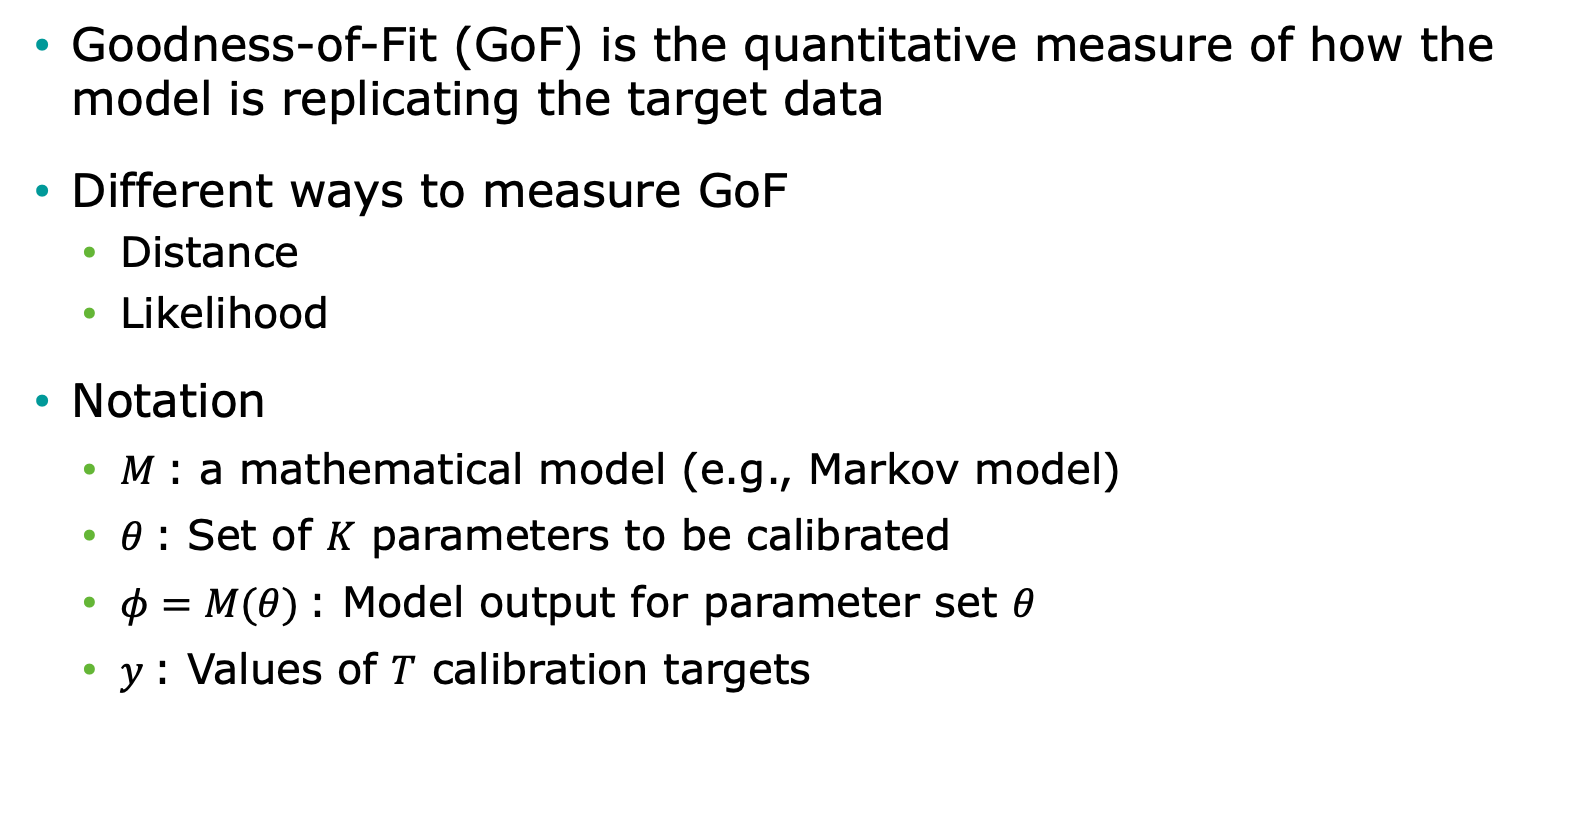 • Goodness-of-Fit (GoF) is the quantitative measure of how the
model is replicating the target data
• Different ways to measure GoF
• Distance
• Likelihood
• Notation
• M : a mathematical model (e.g., Markov model)
• θ : Set of K parameters to be calibrated
• ϕ = M(θ) : Model output for parameter set θ
• y : Values of T calibration targets